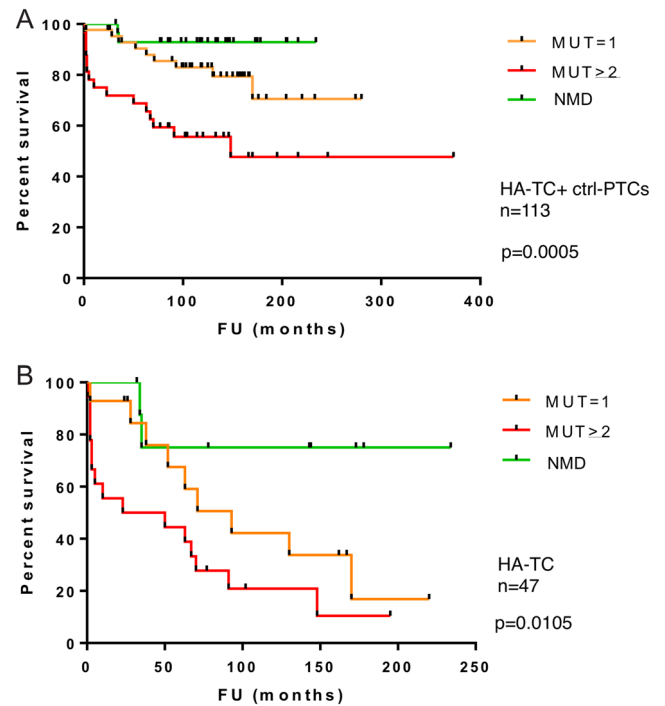 A
100
80
60
40
20
0
Percent survival
0 100 200 300 400
FU (months)
MUT=1
MUT≥2
NMD
HA-TC+ ctrl-PTCs
n=113
p=0.0005
B
100
80
60
40
20
0
Percent survival
0 50 100 150 200 250
FU (months)
MUT=1
MUT≥2
NMD
HA-TC
n=47
p=0.0105